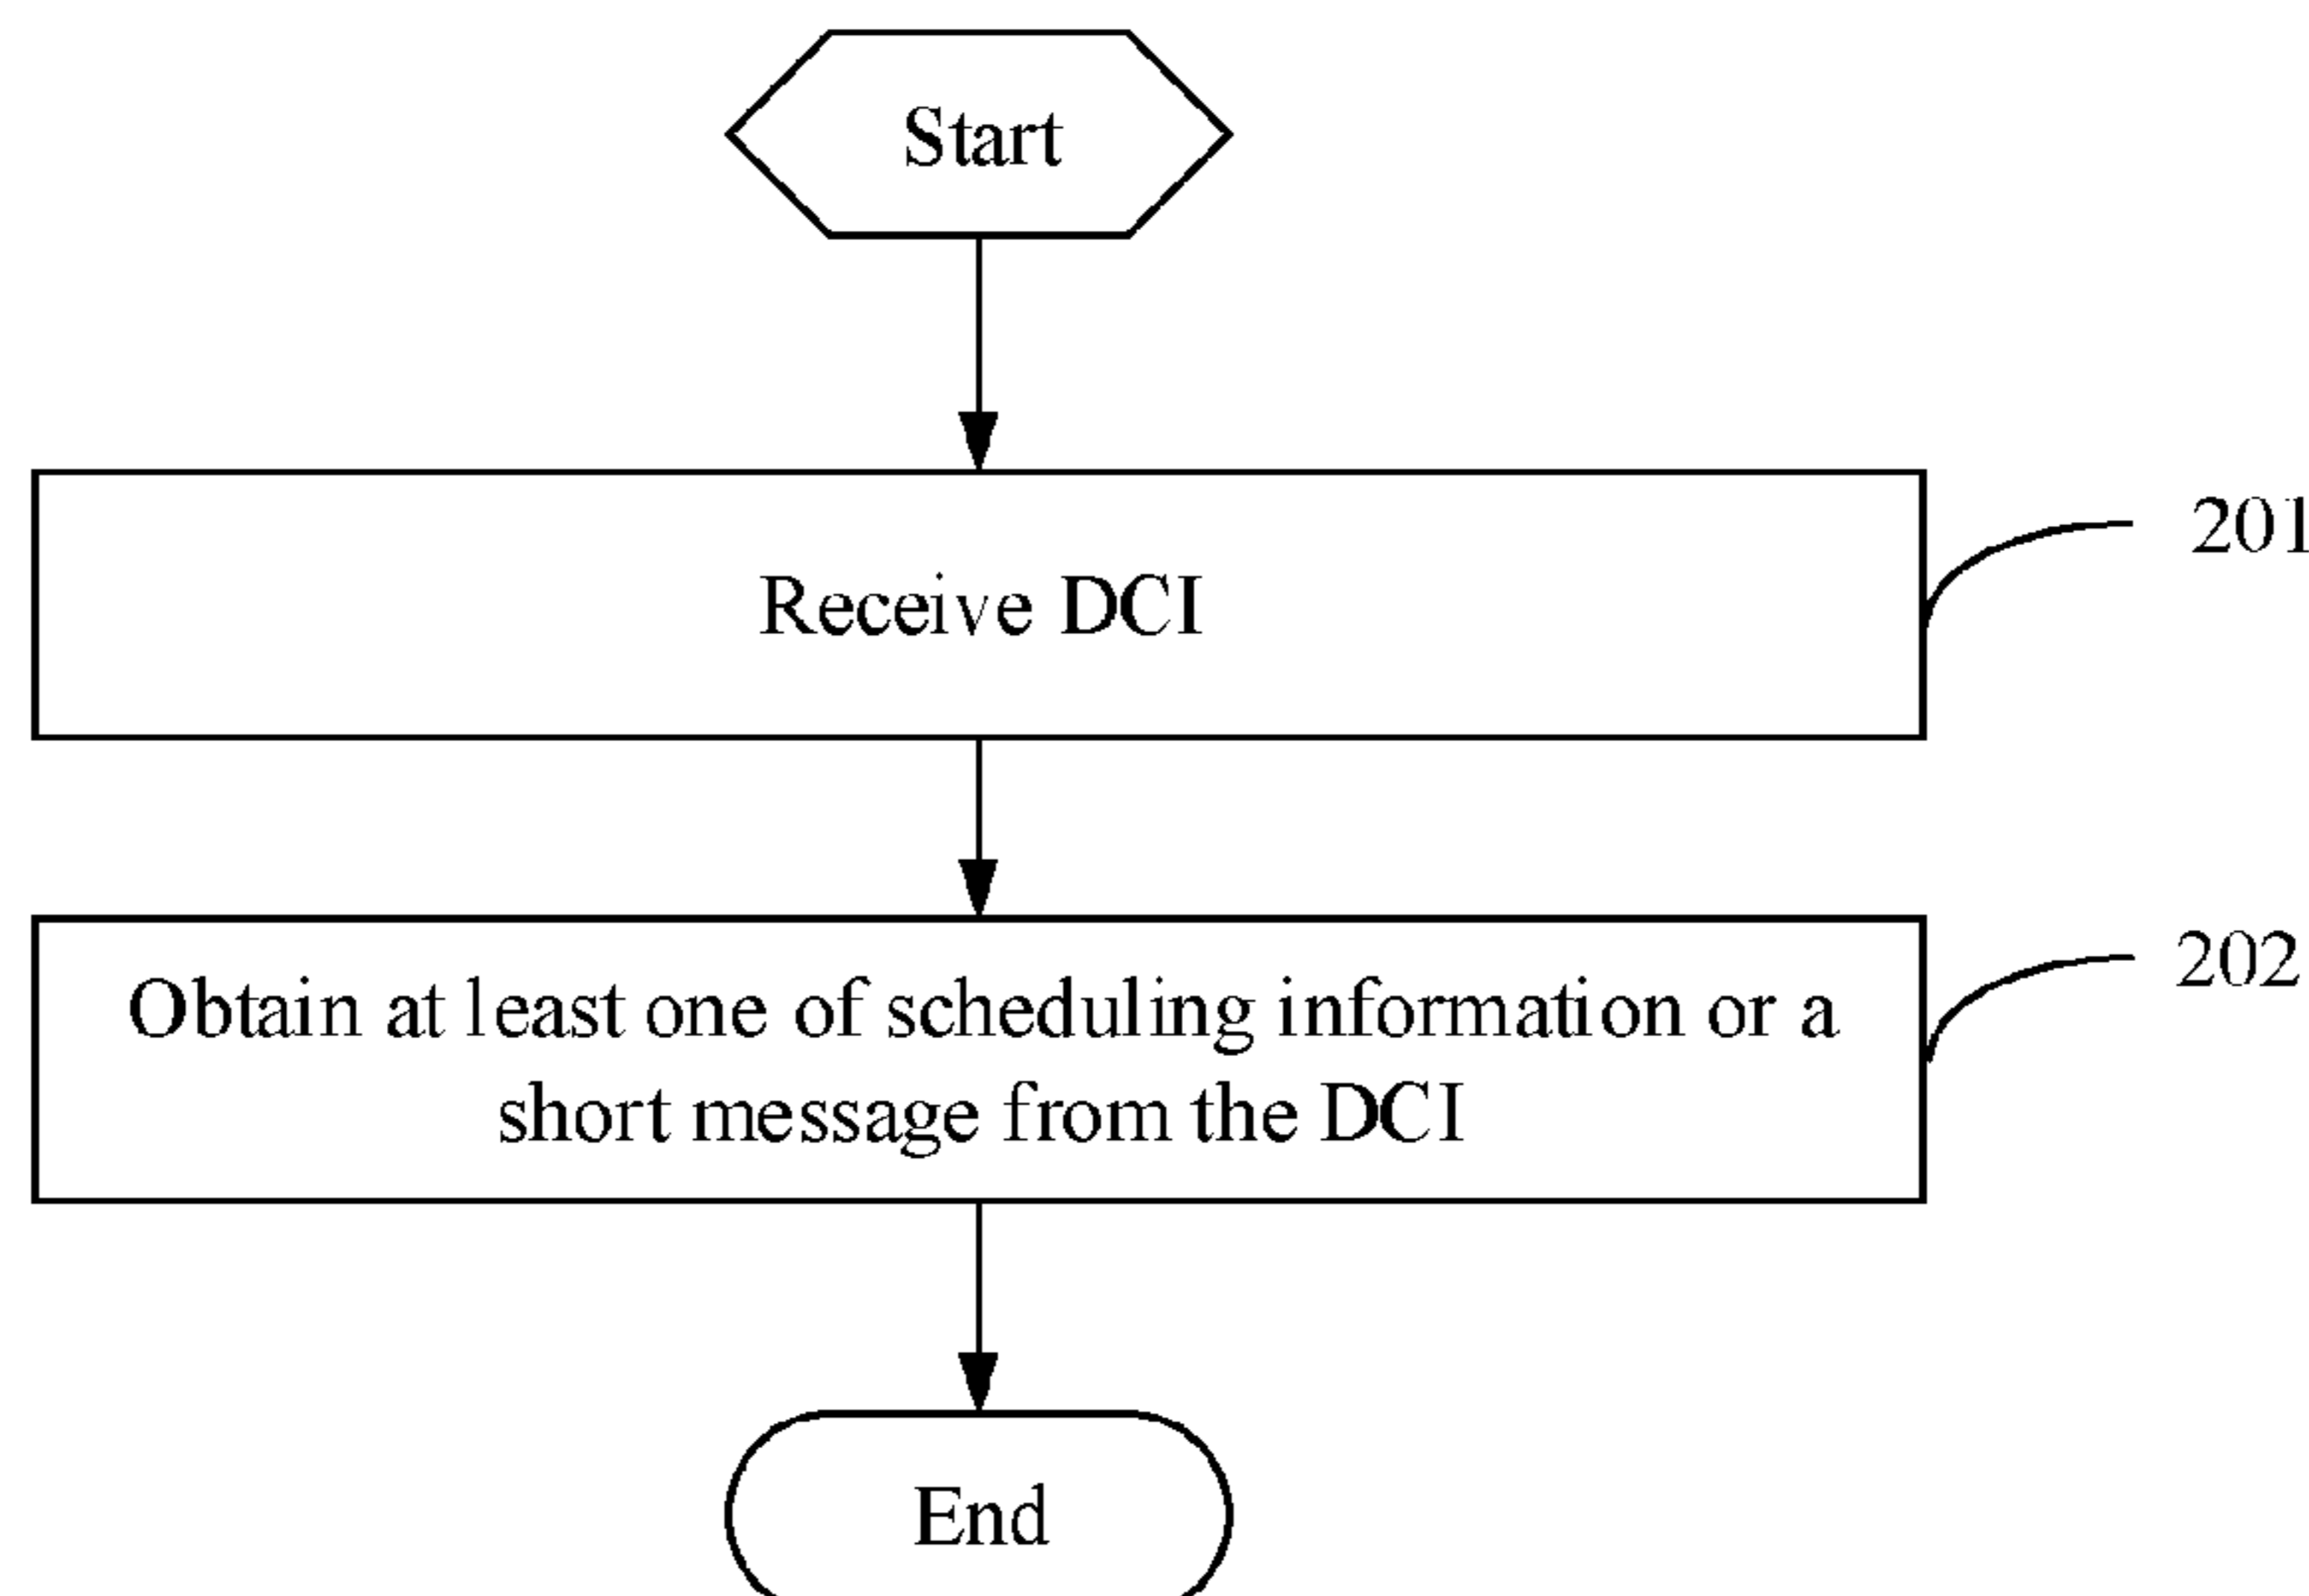 Start
Receive DCI
201
Obtain at least one of scheduling information or a
short message from the DCI
202
End